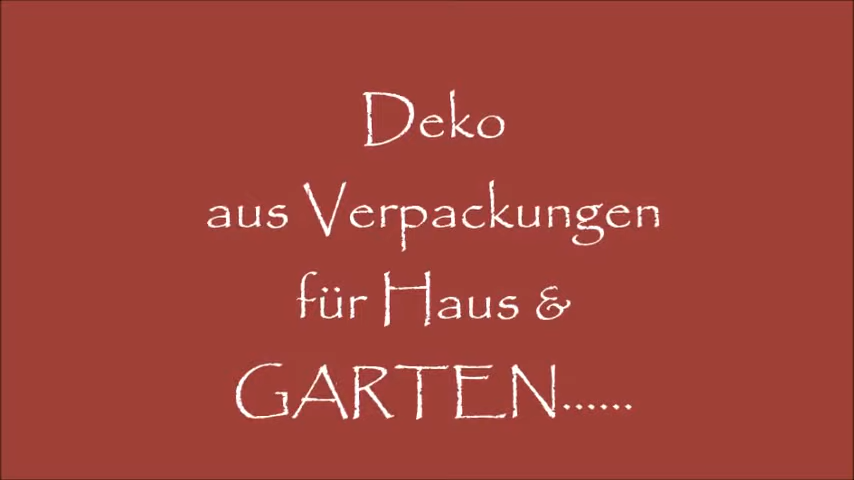 Deko
aus Verpackungen
für Haus &
GARTEN......